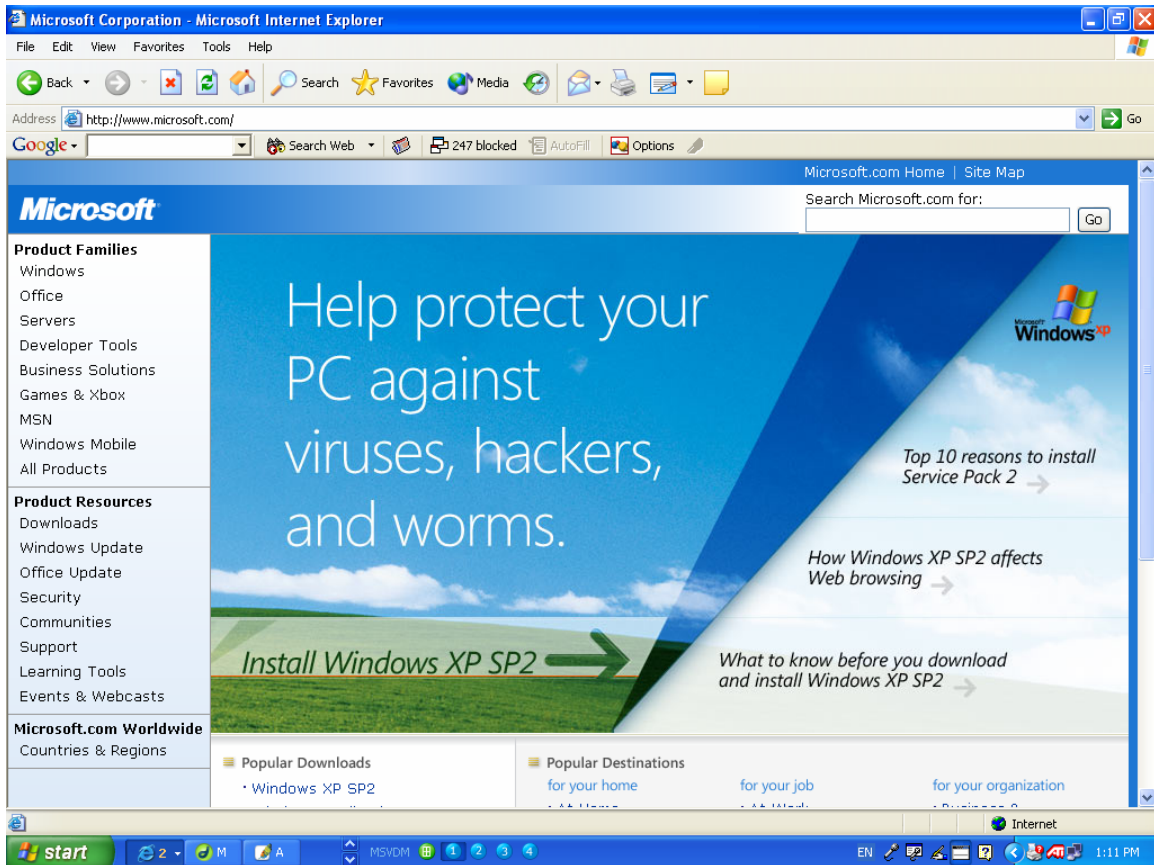 Microsoft Corporation - Microsoft Internet Explorer
File Edit View Favorites Tools Help
Back Search Favorites Media
Address http://www.microsoft.com/ Go
Google Search Web 247 blocked AutoFill Options
Microsoft.com Home | Site Map
Microsoft
Search Microsoft.com for:
Go
Product Families
Windows
Office
Servers
Developer Tools
Business Solutions
Games & Xbox
MSN
Windows Mobile
All Products
Product Resources
Downloads
Windows Update
Office Update
Security
Communities
Support
Learning Tools
Events & Webcasts
Microsoft.com Worldwide
Countries & Regions
Help protect your
PC against
viruses, hackers,
and worms.
Install Windows XP SP2
Microsoft
Windows xp
Top 10 reasons to install
Service Pack 2
How Windows XP SP2 affects
Web browsing
What to know before you download
and install Windows XP SP2
Popular Downloads
· Windows XP SP2
Popular Destinations
for your home for your job for your organization
Internet
start 2 M A MSVDM 1 2 3 4 EN 1:11 PM